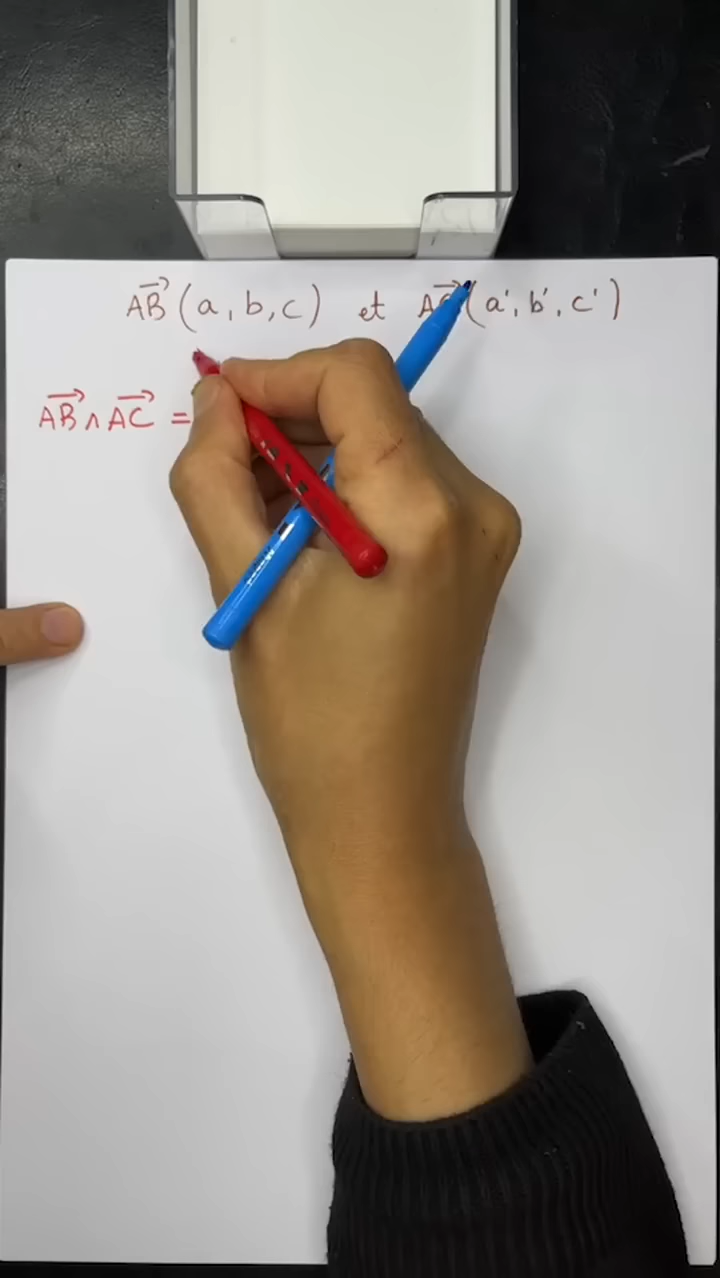 AB→ (a, b, c) et AC→ (a', b', c')
AB→ ∧ AC→ =